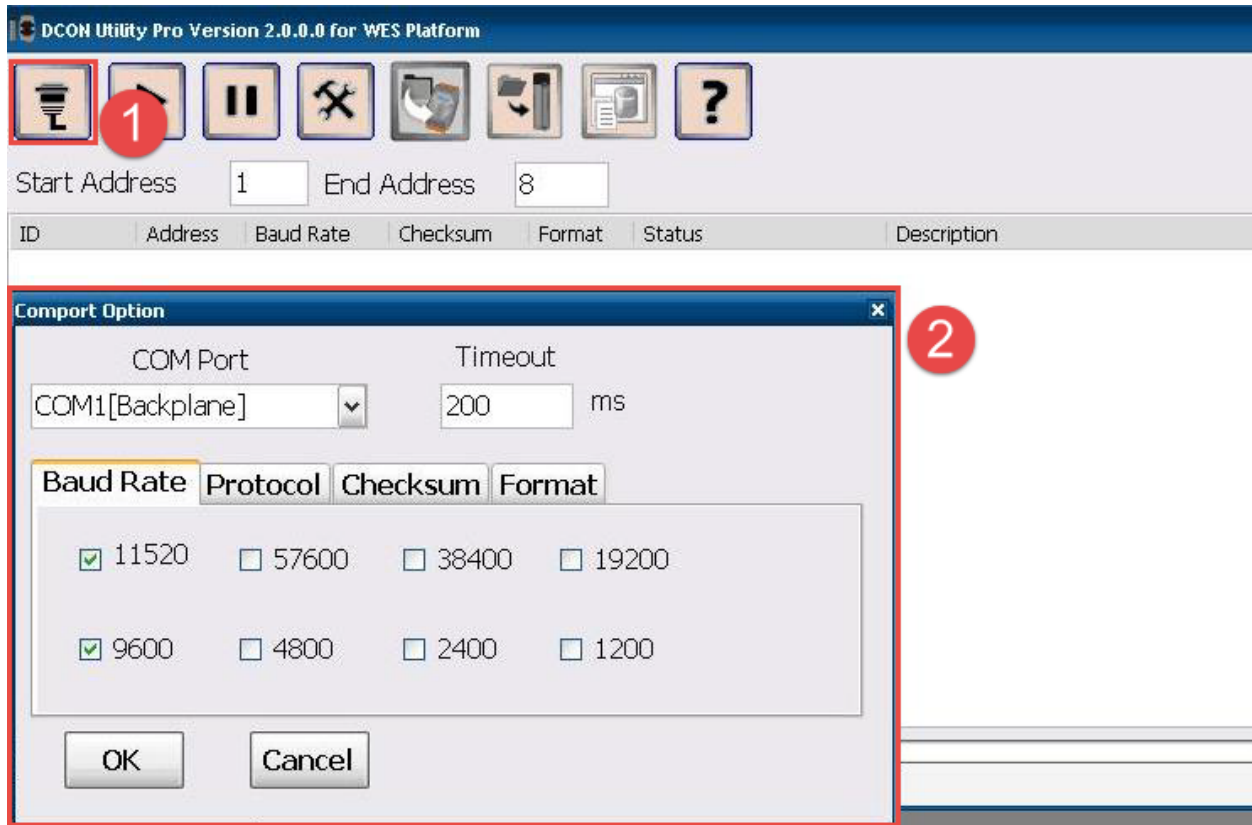 DCON Utility Pro Version 2.0.0.0 for WES Platform
1
?
Start Address 1 End Address 8
ID Address Baud Rate Checksum Format Status Description
Comport Option
2
COM Port Timeout
COM1[Backplane] 200 ms
Baud Rate Protocol Checksum Format
11520 57600 38400 19200
9600 4800 2400 1200
OK Cancel